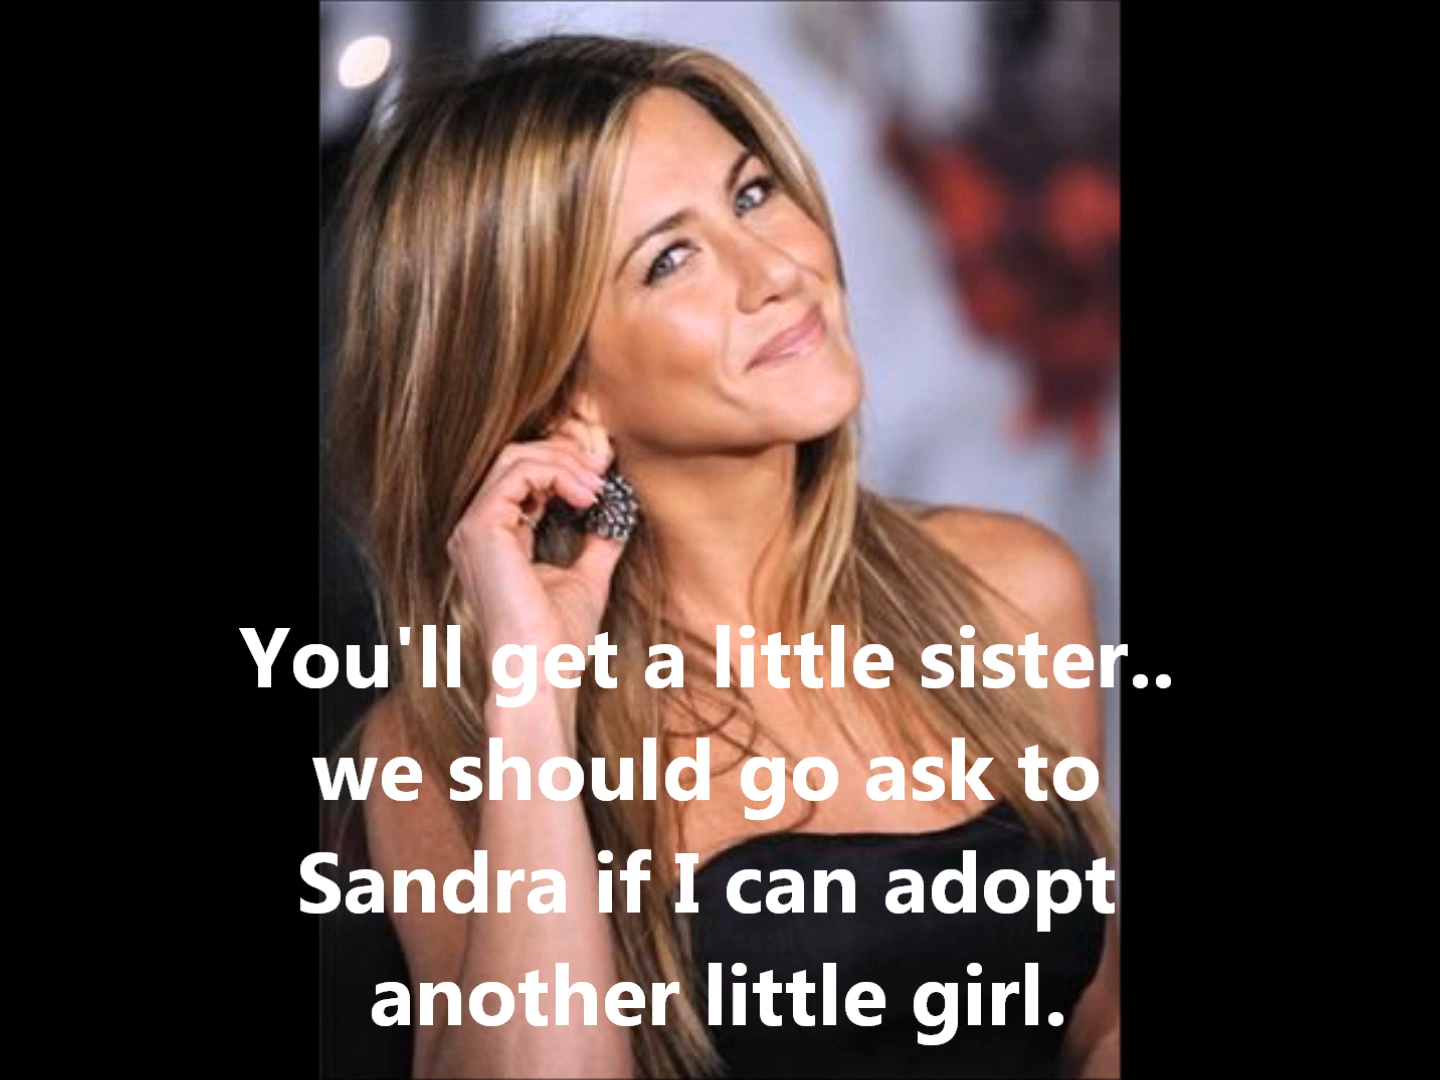 You'll get a little sister..
we should go ask to
Sandra if I can adopt
another little girl.